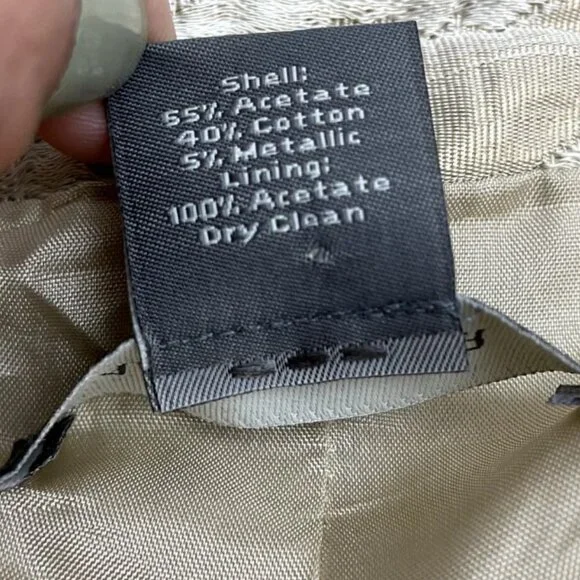 Shell:
55% Acetate
40% Cotton
5% Metallic
Lining:
100% Acetate
Dry Clean